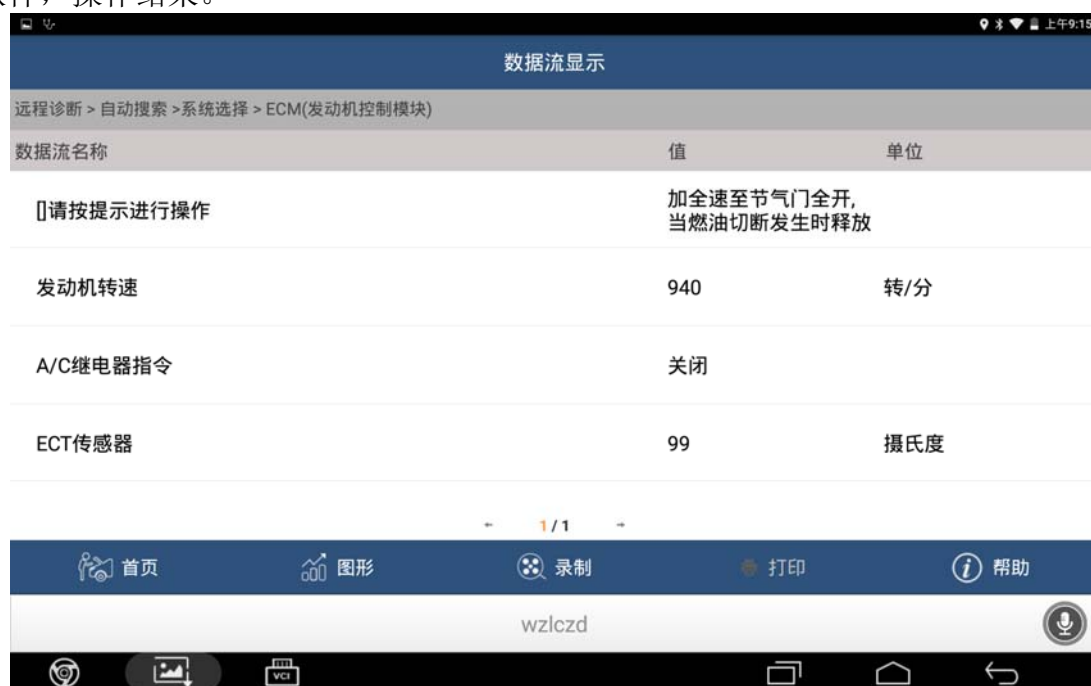 件，操作结果。
上午9:15
数据流显示
远程诊断 > 自动搜索 >系统选择 > ECM(发动机控制模块)
数据流名称 值 单位
[]请按提示进行操作 加全速至节气门全开,
当燃油切断发生时释放
发动机转速 940 转/分
A/C继电器指令 关闭
ECT传感器 99 摄氏度
← 1 / 1 →
首页 图形 录制 打印 i 帮助
wzlczd
VCI